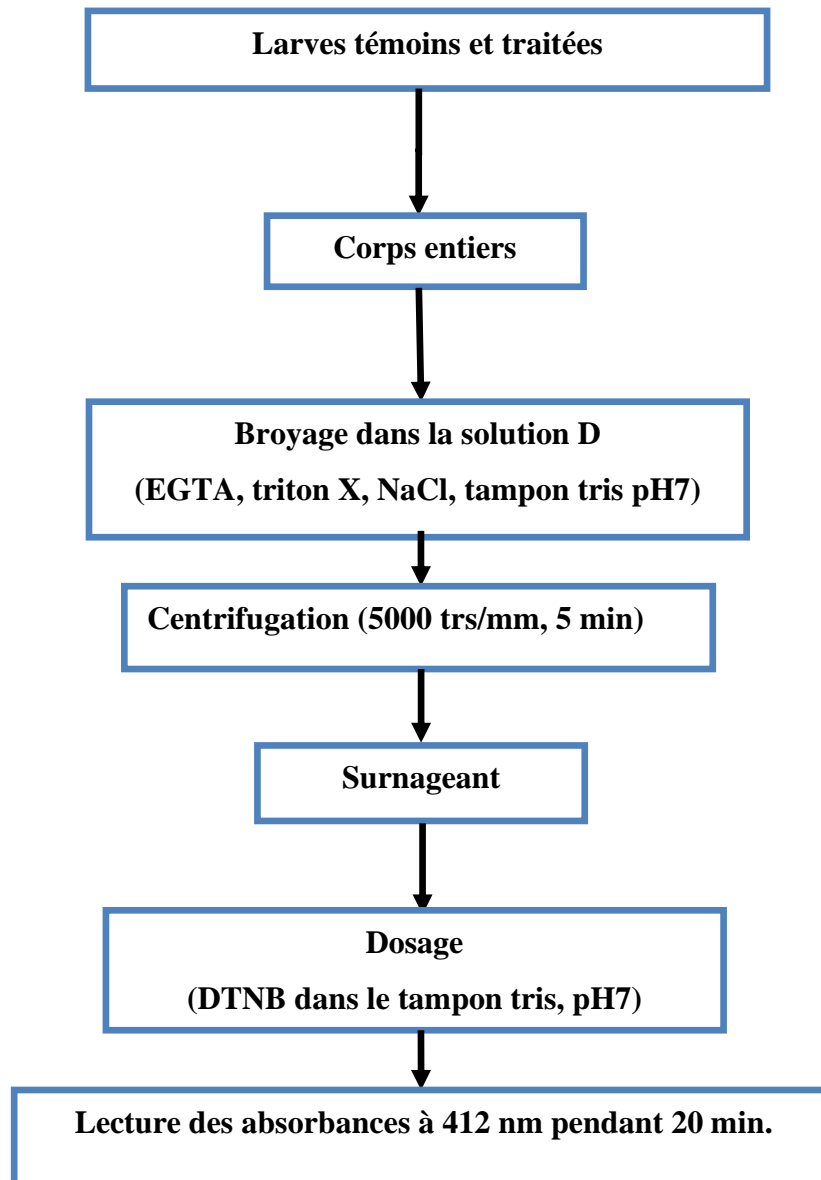 Larves témoins et traitées
Corps entiers
Broyage dans la solution D
(EGTA, triton X, NaCl, tampon tris pH7)
Centrifugation (5000 trs/mm, 5 min)
Surnageant
Dosage
(DTNB dans le tampon tris, pH7)
Lecture des absorbances à 412 nm pendant 20 min.